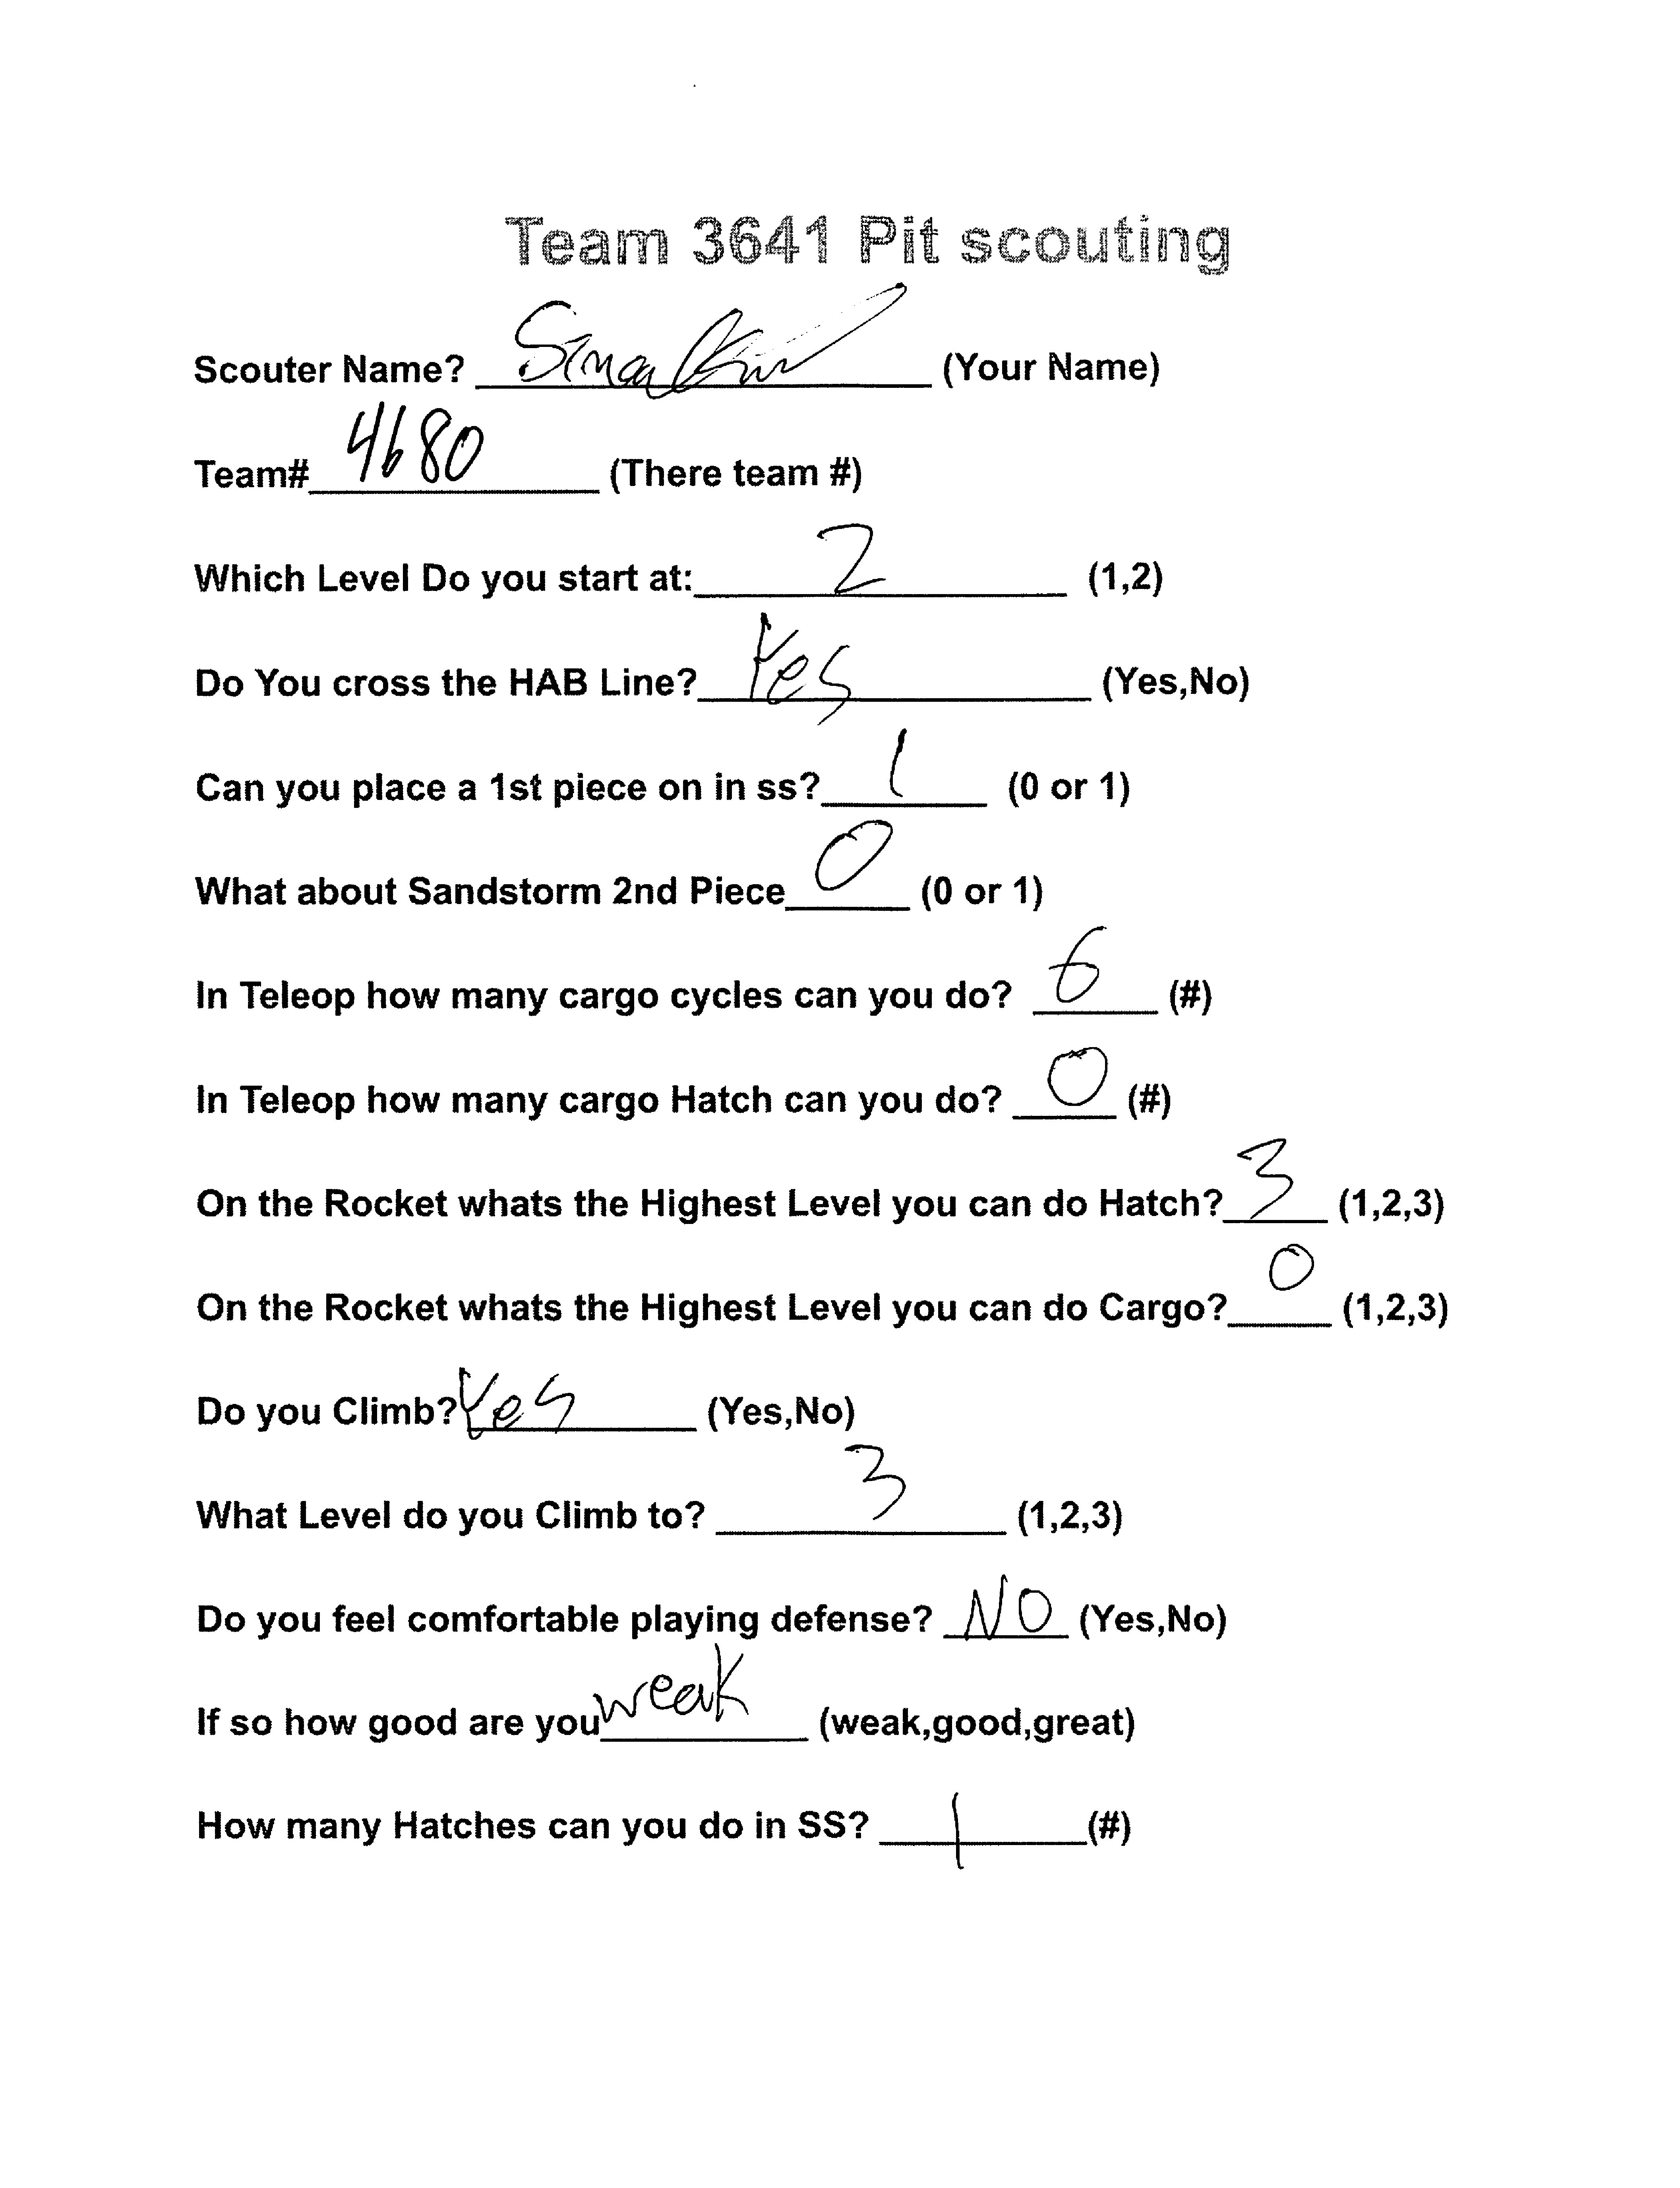 Team 3641 Pit scouting
Scouter Name? (Your Name)
Team# 4680 (There team #)
Which Level Do you start at: 2 (1,2)
Do You cross the HAB Line? Yes (Yes,No)
Can you place a 1st piece on in ss? 1 (0 or 1)
What about Sandstorm 2nd Piece 0 (0 or 1)
In Teleop how many cargo cycles can you do? 6 (#)
In Teleop how many cargo Hatch can you do? 0 (#)
On the Rocket whats the Highest Level you can do Hatch? 3 (1,2,3)
On the Rocket whats the Highest Level you can do Cargo? 0 (1,2,3)
Do you Climb? Yes (Yes,No)
What Level do you Climb to? 3 (1,2,3)
Do you feel comfortable playing defense? NO (Yes,No)
If so how good are you weak (weak,good,great)
How many Hatches can you do in SS? 1 (#)